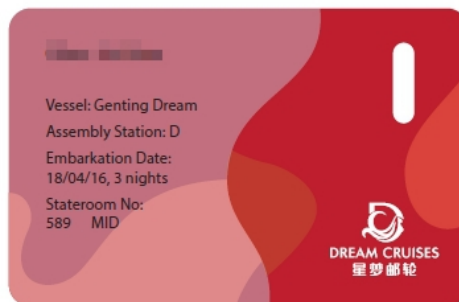 Vessel: Genting Dream
Assembly Station: D
Embarkation Date:
18/04/16, 3 nights
Stateroom No:
589 MID
DREAM CRUISES
星梦邮轮